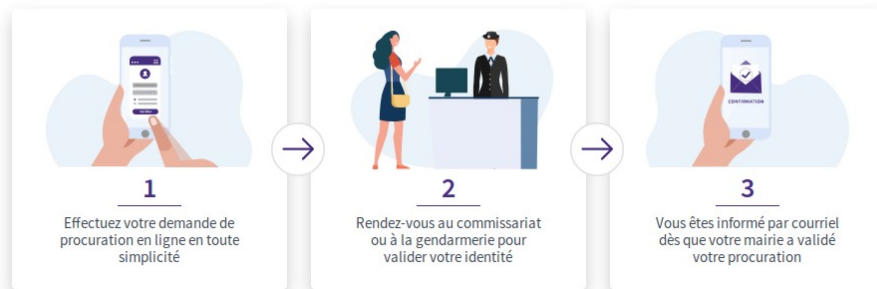 CONFIRMATION
1
Effectuez votre demande de
procuration en ligne en toute
simplicité
2
Rendez-vous au commissariat
ou à la gendarmerie pour
valider votre identité
3
Vous êtes informé par courriel
dès que votre mairie a validé
votre procuration